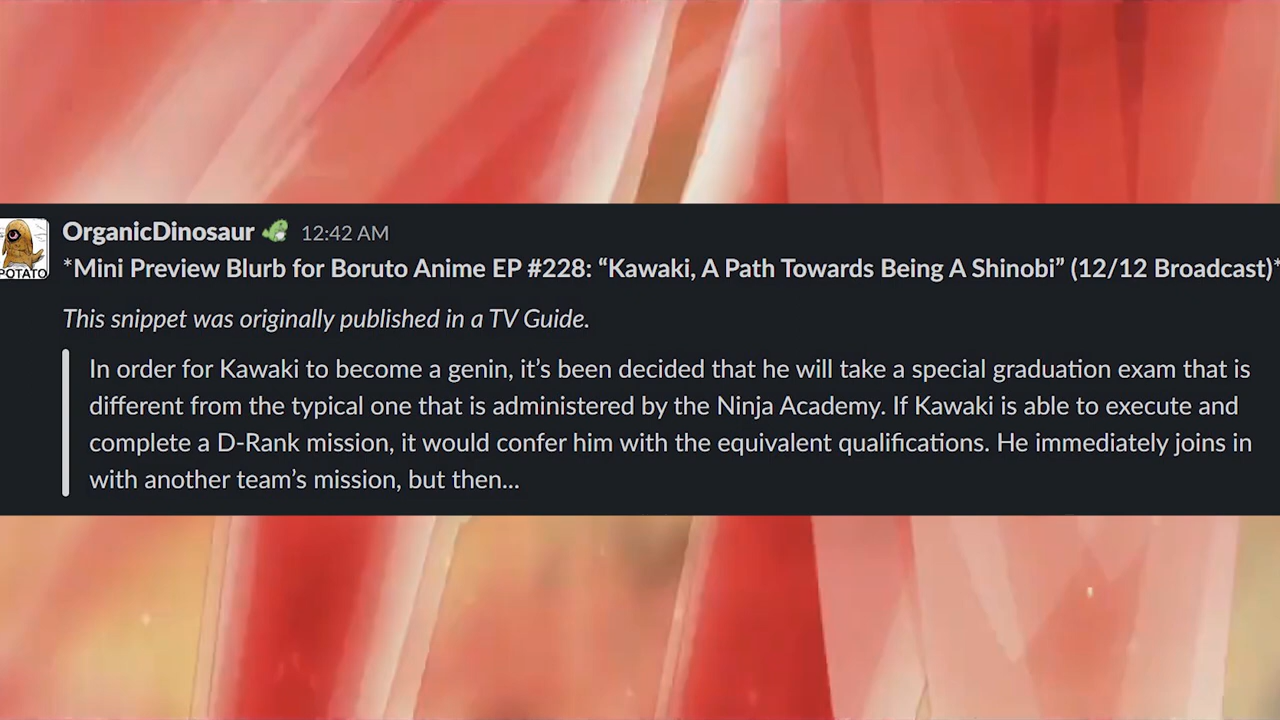 OrganicDinosaur 12:42 AM
*Mini Preview Blurb for Boruto Anime EP #228: “Kawaki, A Path Towards Being A Shinobi” (12/12 Broadcast)*
This snippet was originally published in a TV Guide.
In order for Kawaki to become a genin, it’s been decided that he will take a special graduation exam that is
different from the typical one that is administered by the Ninja Academy. If Kawaki is able to execute and
complete a D-Rank mission, it would confer him with the equivalent qualifications. He immediately joins in
with another team’s mission, but then...
POTATO